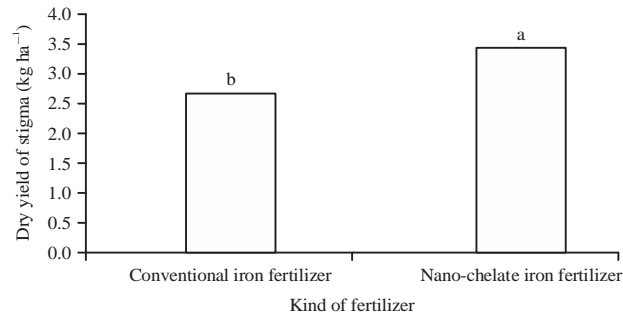 Dry yield of stigma (kg ha⁻¹)
4.0
3.5
3.0
2.5
2.0
1.5
1.0
0.5
0.0
b
a
Conventional iron fertilizer
Nano-chelate iron fertilizer
Kind of fertilizer